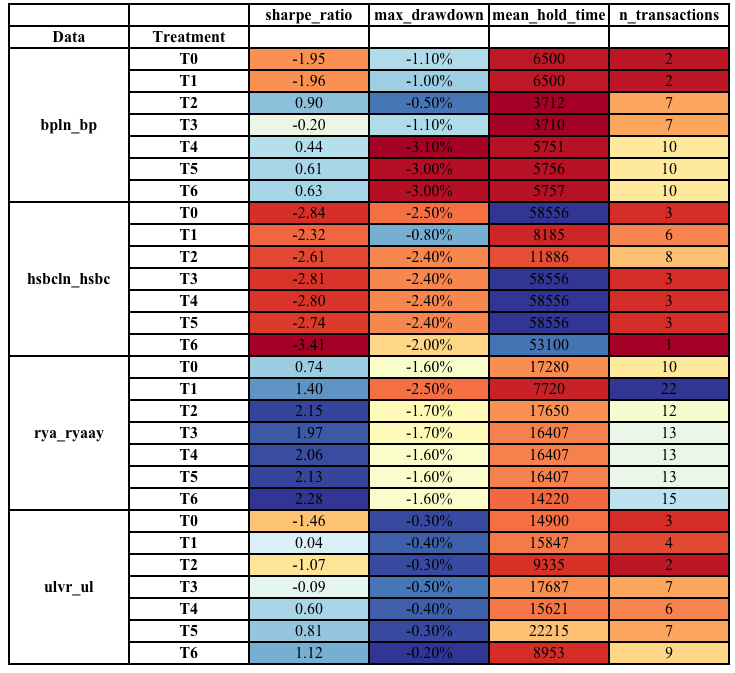 sharpe_ratio max_drawdown mean_hold_time n_transactions
Data Treatment
T0 -1.95 -1.10% 6500 2
T1 -1.96 -1.00% 6500 2
T2 0.90 -0.50% 3712 7
bpln_bp T3 -0.20 -1.10% 3710 7
T4 0.44 -3.10% 5751 10
T5 0.61 -3.00% 5756 10
T6 0.63 -3.00% 5757 10
T0 -2.84 -2.50% 58556 3
T1 -2.32 -0.80% 8185 6
T2 -2.61 -2.40% 11886 8
hsbcln_hsbc T3 -2.81 -2.40% 58556 3
T4 -2.80 -2.40% 58556 3
T5 -2.74 -2.40% 58556 3
T6 -3.41 -2.00% 53100 1
T0 0.74 -1.60% 17280 10
T1 1.40 -2.50% 7720 22
T2 2.15 -1.70% 17650 12
rya_ryaay T3 1.97 -1.70% 16407 13
T4 2.06 -1.60% 16407 13
T5 2.13 -1.60% 16407 13
T6 2.28 -1.60% 14220 15
T0 -1.46 -0.30% 14900 3
T1 0.04 -0.40% 15847 4
T2 -1.07 -0.30% 9335 2
ulvr_ul T3 -0.09 -0.50% 17687 7
T4 0.60 -0.40% 15621 6
T5 0.81 -0.30% 22215 7
T6 1.12 -0.20% 8953 9